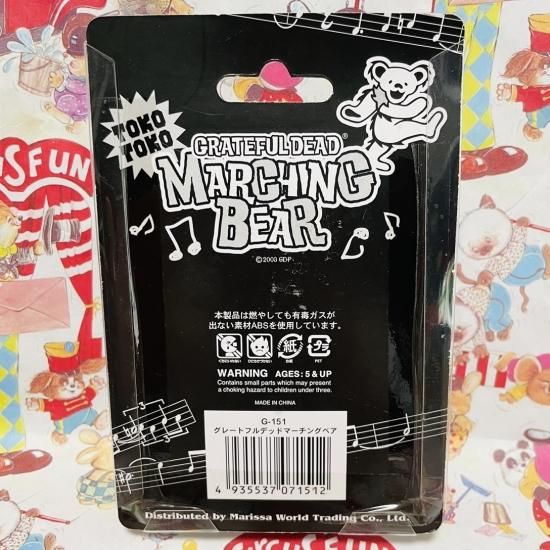 TOKO
TOKO
GRATEFUL DEAD®
MARCHING
BEAR
©2003 GDP
本製品は燃やしても有毒ガスが
出ない素材ABSを使用しています。
紙
PET
WARNING AGES: 5 & UP
Contains small parts which may present
a choking hazard to children under three.
MADE IN CHINA
G-151
グレートフルデッドマーチングベア
4 935537 071512
Distributed by Marissa World Trading Co., Ltd.
CUSFUN
CIRCUSFUN